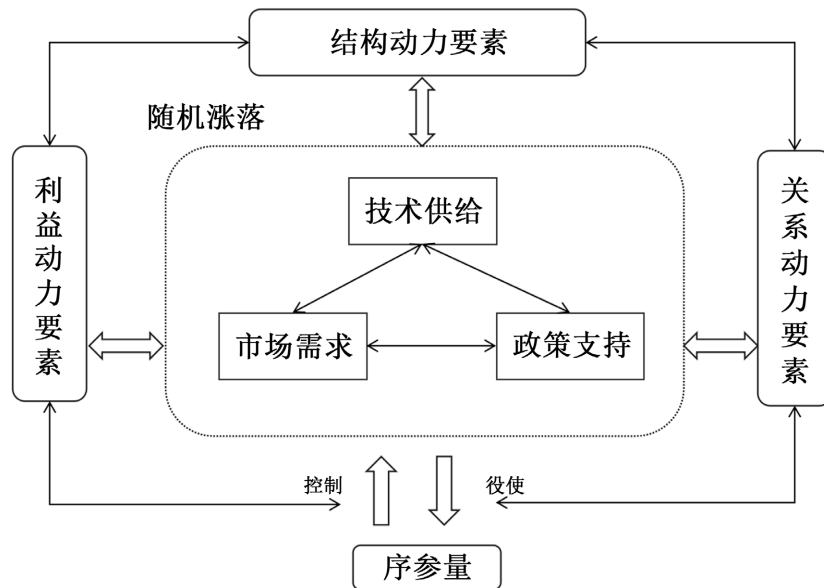 结构动力要素
随机涨落
利益动力要素
技术供给
关系动力要素
市场需求
政策支持
控制
役使
序参量